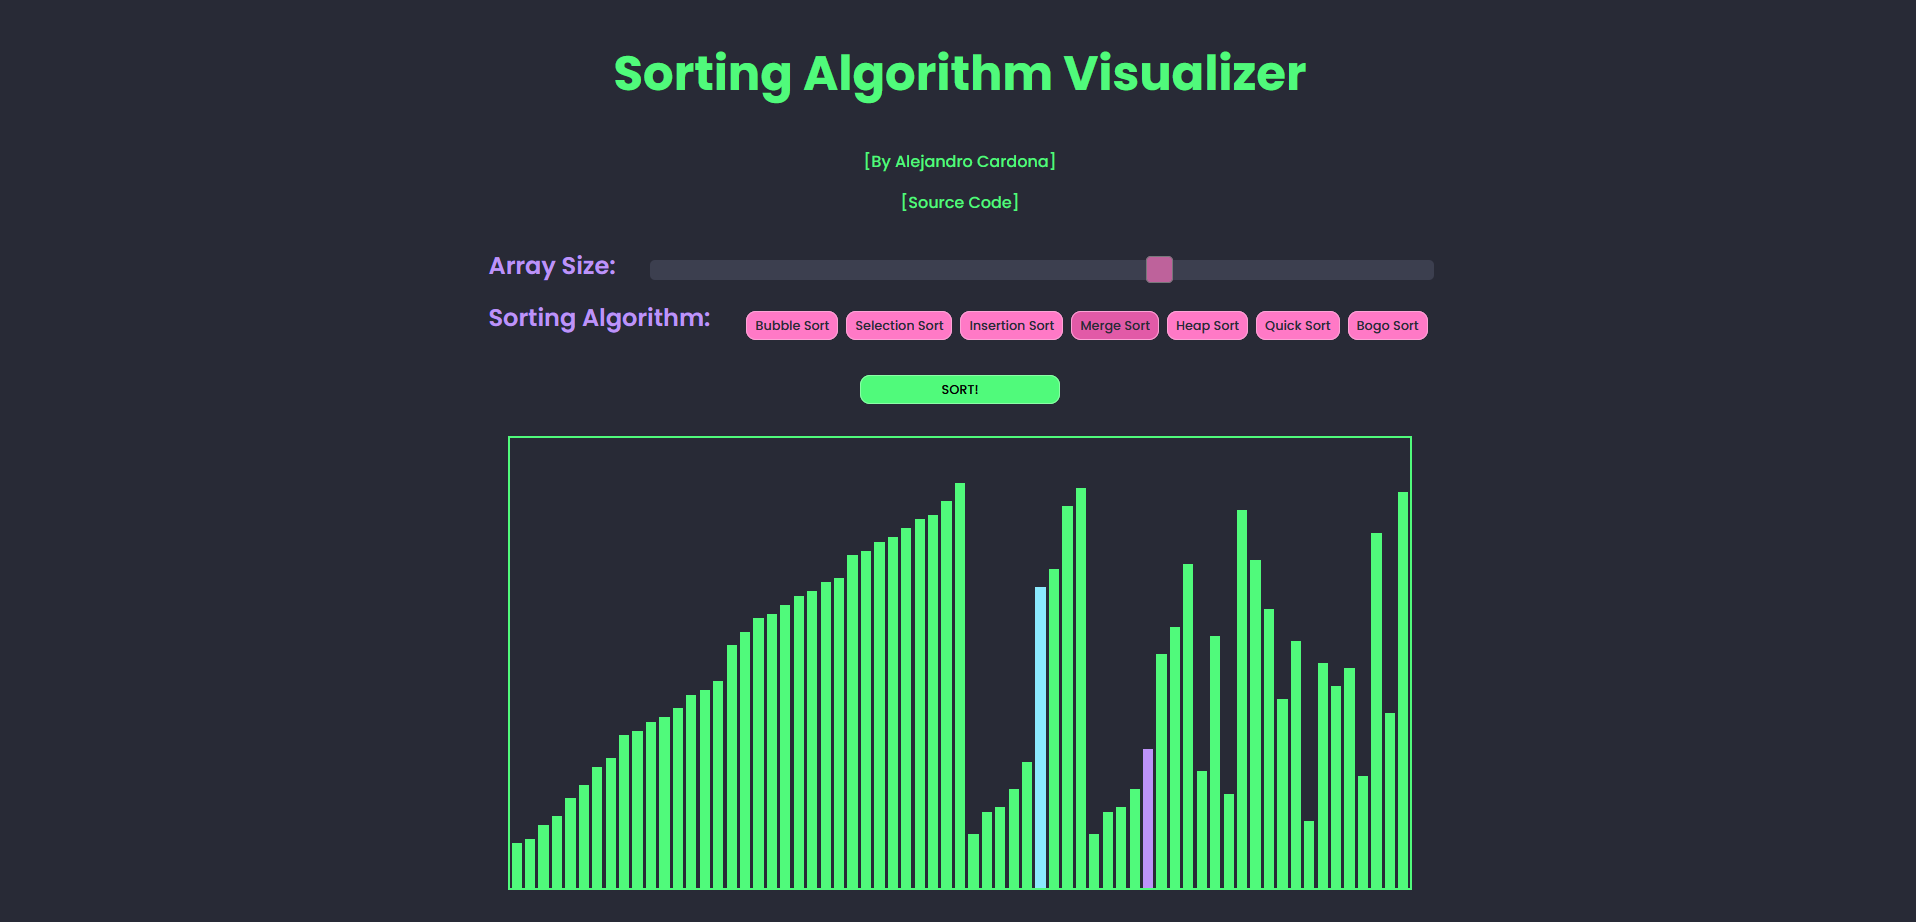 Sorting Algorithm Visualizer
[By Alejandro Cardona]
[Source Code]
Array Size:
Sorting Algorithm: Bubble Sort Selection Sort Insertion Sort Merge Sort Heap Sort Quick Sort Bogo Sort
SORT!